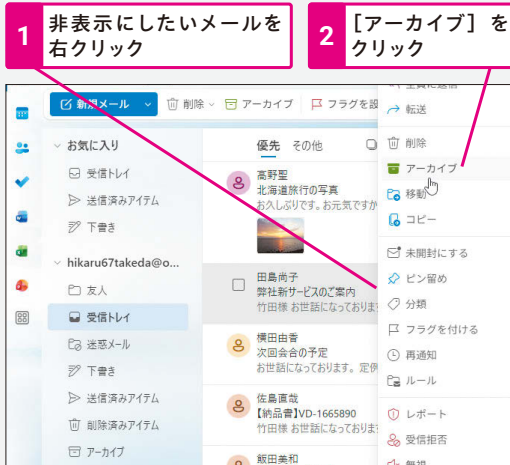 1
非表示にしたいメールを
右クリック
2
［アーカイブ］を
クリック
新規メール
削除
アーカイブ
フラグを設
お気に入り
受信トレイ
送信済みアイテム
下書き
hikaru67takeda@o...
友人
受信トレイ
迷惑メール
下書き
送信済みアイテム
削除済みアイテム
アーカイブ
優先 その他
高野聖
北海道旅行の写真
お久しぶりです。お元気ですか
田島尚子
弊社新サービスのご案内
竹田様 お世話になっております
横田由香
次回会合の予定
お世話になっております。定例
佐島直哉
【納品書】VD-1665890
竹田様 お世話になっております
飯田美和
全員に返信
転送
削除
アーカイブ
移動
コピー
未開封にする
ピン留め
分類
フラグを付ける
再通知
ルール
レポート
受信拒否
無視